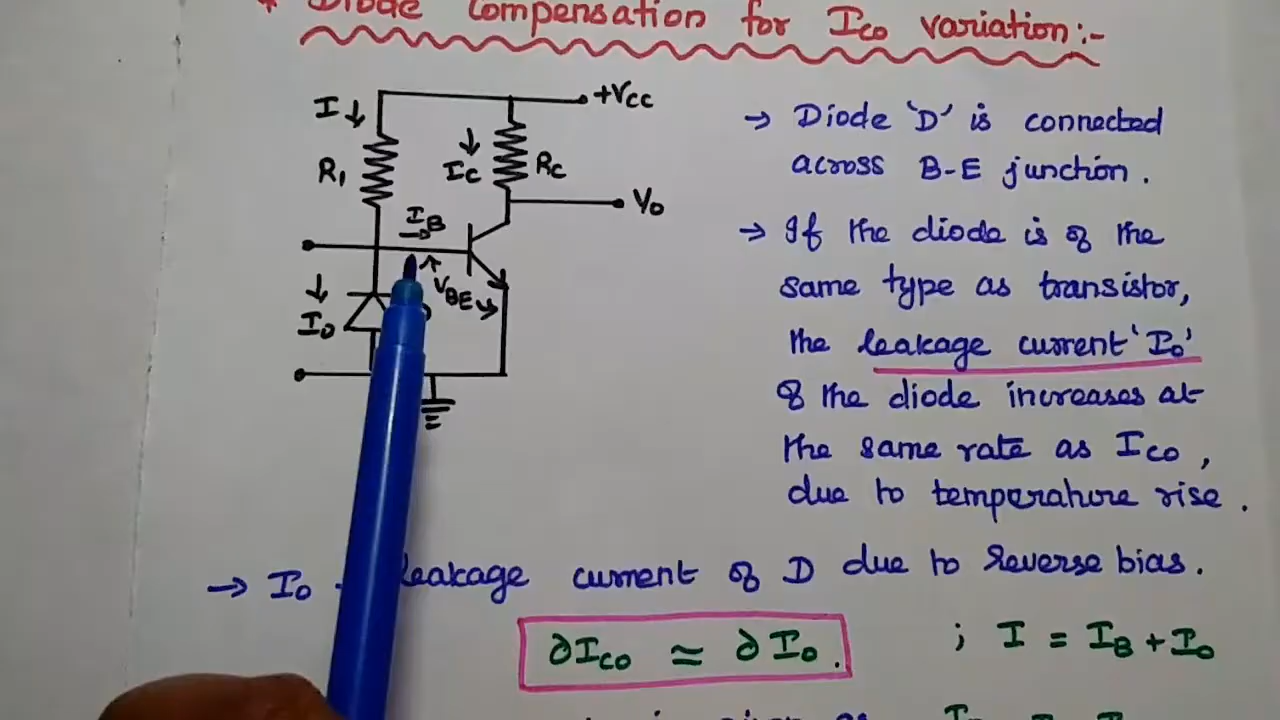 * Diode Compensation for ICO variation:-
I ↓
+VCC
R1
↓ IC
RC
VO
IB →
VBE
↓ IO
→ Diode 'D' is connected
across B-E junction.
→ If the diode is of the
same type as transistor,
the leakage current 'IO'
of the diode increases at
the same rate as ICO,
due to temperature rise.
→ IO leakage current of D due to reverse bias.
∂ICO ≃ ∂IO. ; I = IB + IO